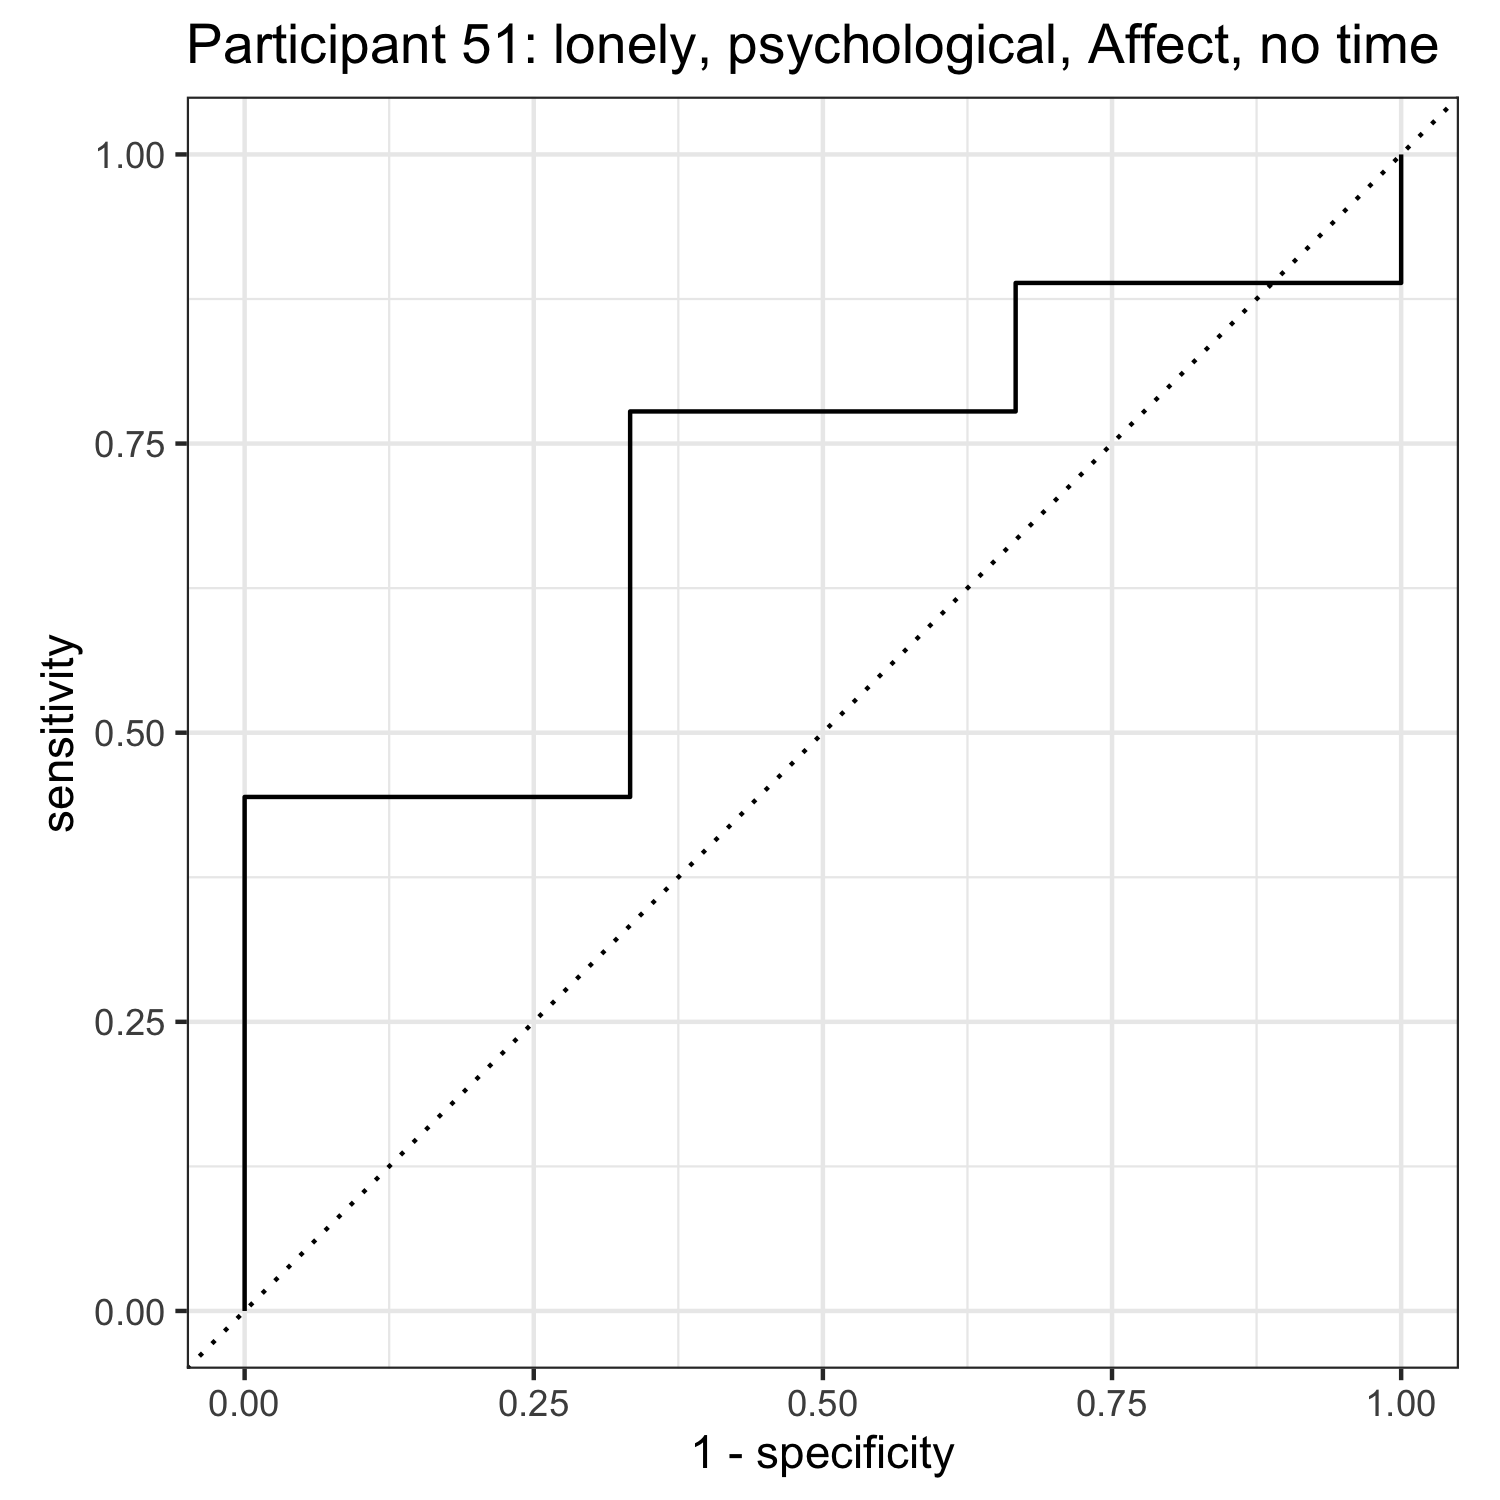 Participant 51: lonely, psychological, Affect, no time
1.00
0.75
0.50
0.25
0.00
sensitivity
0.00 0.25 0.50 0.75 1.00
1 - specificity